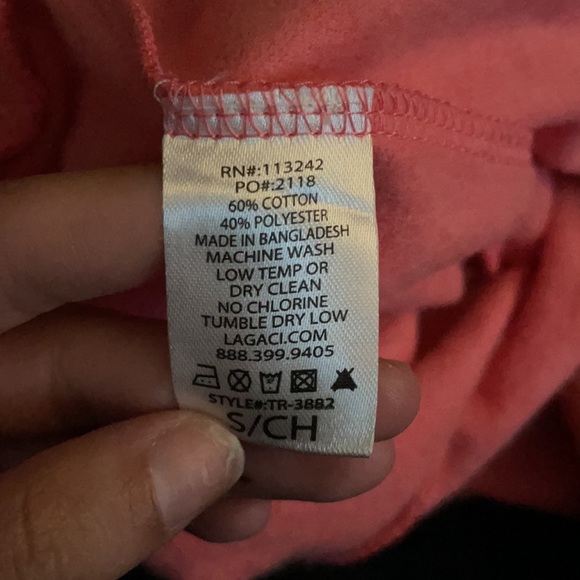 RN#:113242
PO#:2118
60% COTTON
40% POLYESTER
MADE IN BANGLADESH
MACHINE WASH
LOW TEMP OR
DRY CLEAN
NO CHLORINE
TUMBLE DRY LOW
LAGACI.COM
888.399.9405
STYLE#:TR-3882
S/CH